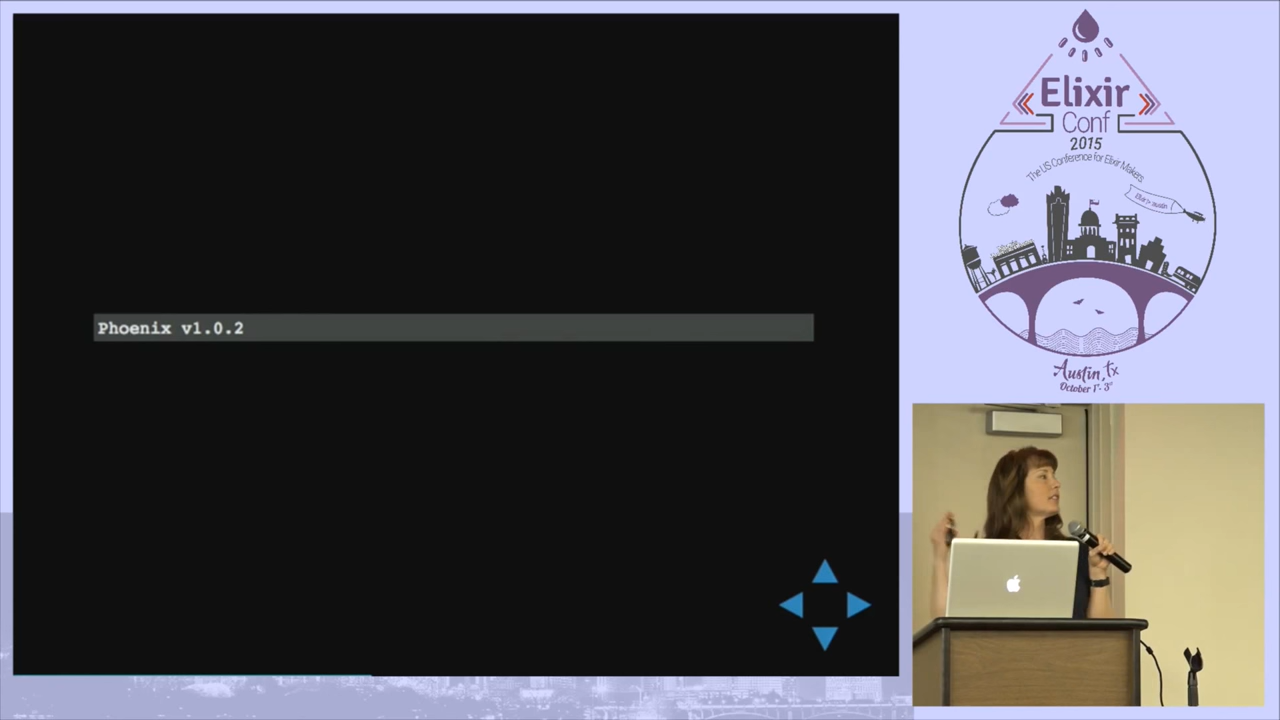 Phoenix v1.0.2
Elixir
Conf
2015
The US Conference for Elixir Makers
Austin, TX
October 1st - 3rd